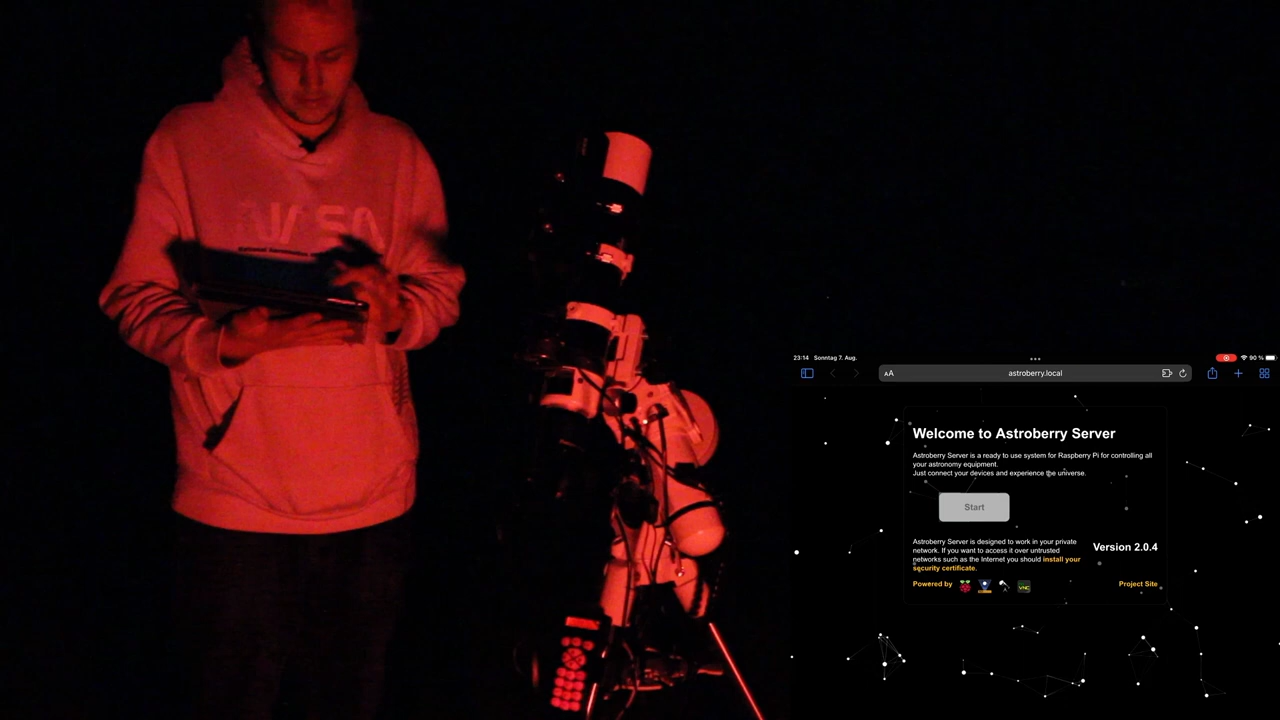 NASA
23:14 Sonntag 7. Aug.
90 %
AA
astroberry.local
Welcome to Astroberry Server
Astroberry Server is a ready to use system for Raspberry Pi for controlling all
your astronomy equipment.
Just connect your devices and experience the universe.
Start
Astroberry Server is designed to work in your private
network. If you want to access it over untrusted
networks such as the Internet you should install your
security certificate.
Version 2.0.4
Powered by
VNC
Project Site